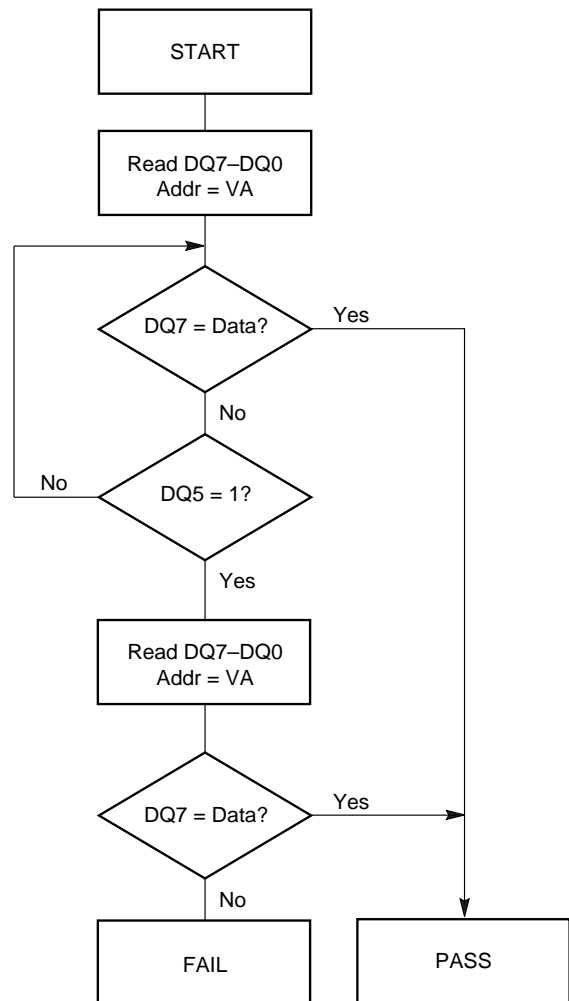 START
Read DQ7–DQ0
Addr = VA
DQ7 = Data?
Yes
No
No
DQ5 = 1?
Yes
Read DQ7–DQ0
Addr = VA
DQ7 = Data?
Yes
No
FAIL
PASS